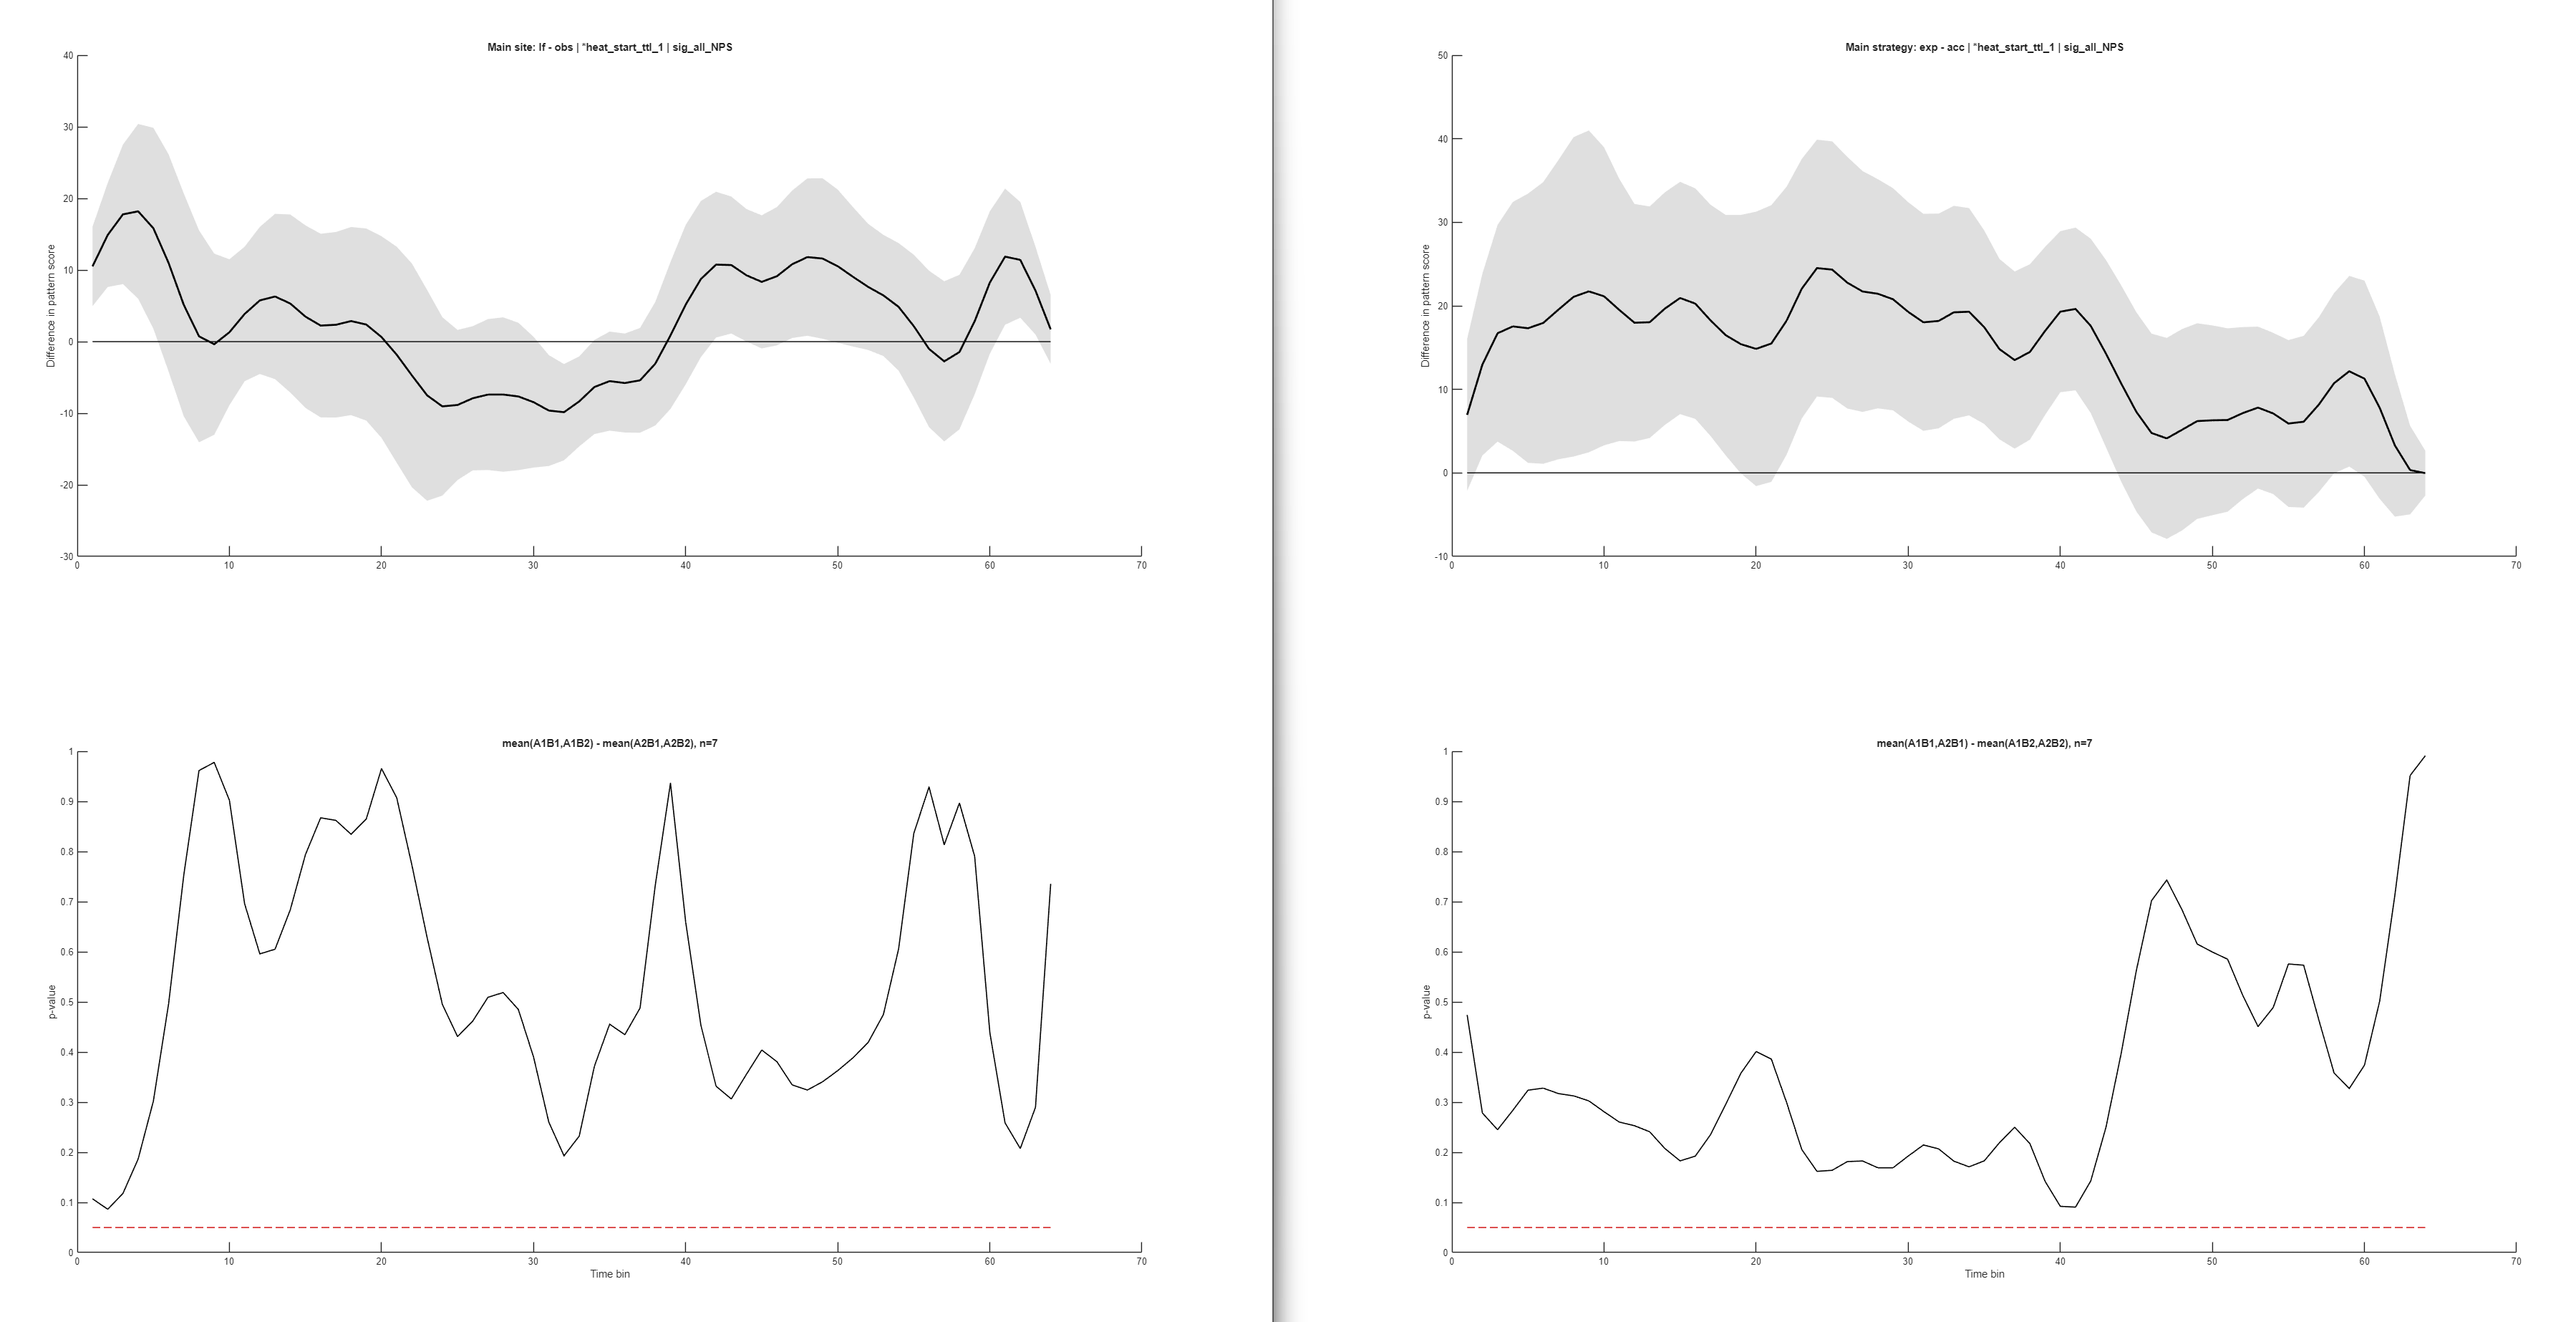 Main site: lf - obs | °heat_start_ttl_1 | sig_all_NPS
40
30
20
10
0
-10
-20
-30
Difference in pattern score
0 10 20 30 40 50 60 70
Main strategy: exp - acc | °heat_start_ttl_1 | sig_all_NPS
50
40
30
20
10
0
-10
Difference in pattern score
0 10 20 30 40 50 60 70
mean(A1B1,A1B2) - mean(A2B1,A2B2), n=7
1
0.9
0.8
0.7
0.6
0.5
0.4
0.3
0.2
0.1
0
p-value
0 10 20 30 40 50 60 70
Time bin
mean(A1B1,A2B1) - mean(A1B2,A2B2), n=7
1
0.9
0.8
0.7
0.6
0.5
0.4
0.3
0.2
0.1
0
p-value
0 10 20 30 40 50 60 70
Time bin